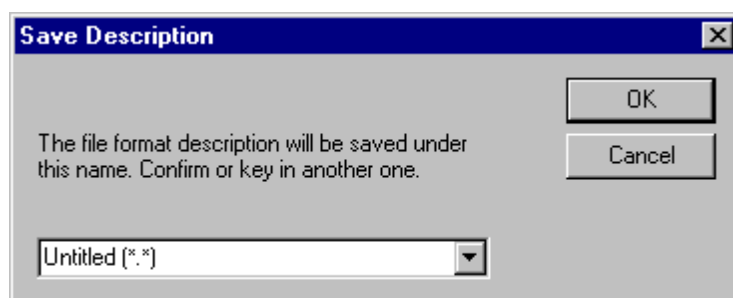 Save Description
OK
The file format description will be saved under
this name. Confirm or key in another one.
Cancel
Untitled (*.*)